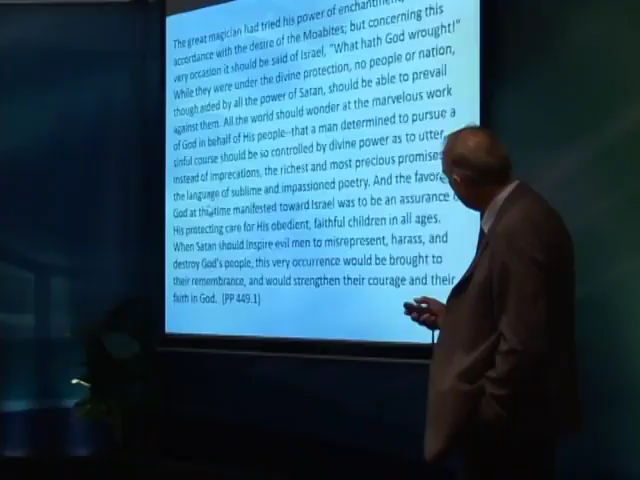 The great magician had tried his power of enchantment,
accordance with the desire of the Moabites; but concerning this
very occasion it should be said of Israel, "What hath God wrought!"
While they were under the divine protection, no people or nation,
though aided by all the power of Satan, should be able to prevail
against them. All the world should wonder at the marvelous work
of God in behalf of His people--that a man determined to pursue a
sinful course should be so controlled by divine power as to utter,
instead of imprecations, the richest and most precious promises
the language of sublime and impassioned poetry. And the favor
God at this time manifested toward Israel was to be an assurance
His protecting care for His obedient, faithful children in all ages.
When Satan should inspire evil men to misrepresent, harass, and
destroy God's people, this very occurrence would be brought to
their remembrance, and would strengthen their courage and their
faith in God. {PP 449.1}